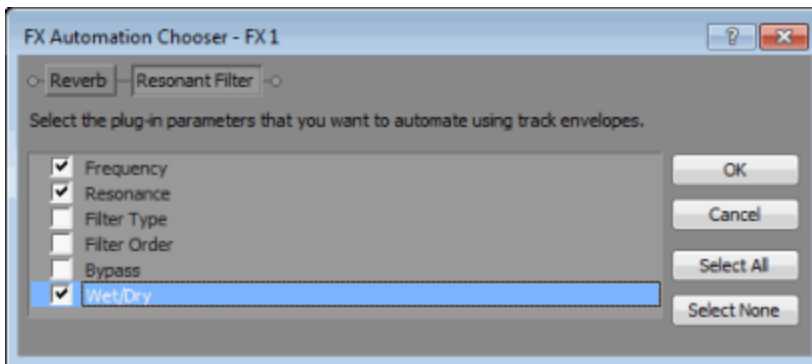 FX Automation Chooser - FX 1
Reverb Resonant Filter
Select the plug-in parameters that you want to automate using track envelopes.
Frequency
Resonance
Filter Type
Filter Order
Bypass
Wet/Dry
OK
Cancel
Select All
Select None